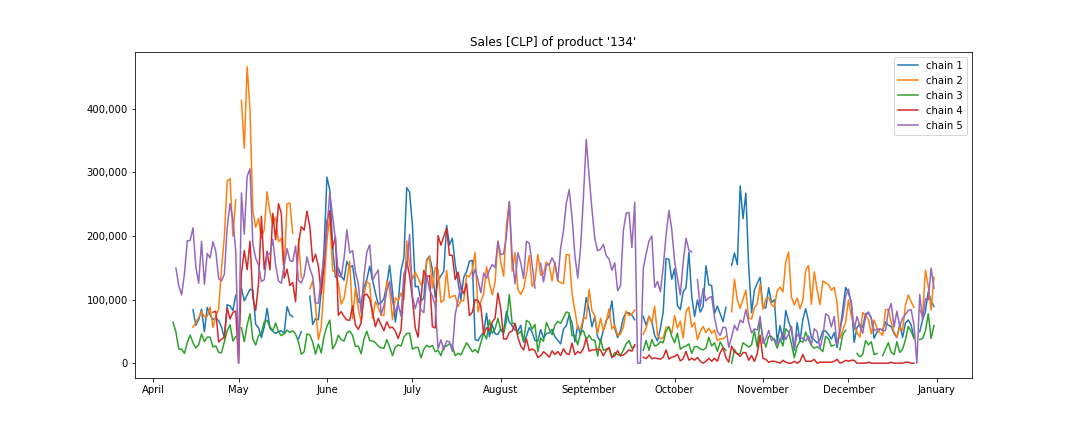 Sales [CLP] of product '134'
chain 1
chain 2
chain 3
chain 4
chain 5
400,000
300,000
200,000
100,000
0
April May June July August September October November December January